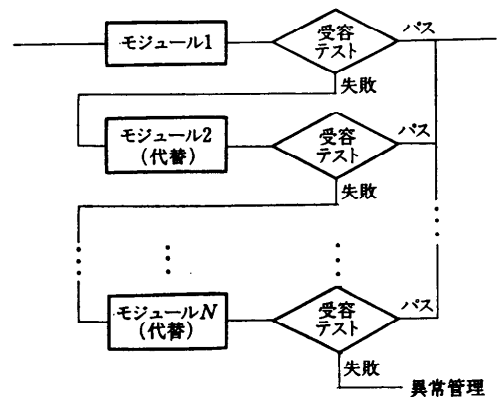 モジュール1
受容
テスト
パス
失敗
モジュール2
(代替)
受容
テスト
パス
失敗
モジュールN
(代替)
受容
テスト
パス
失敗
異常管理